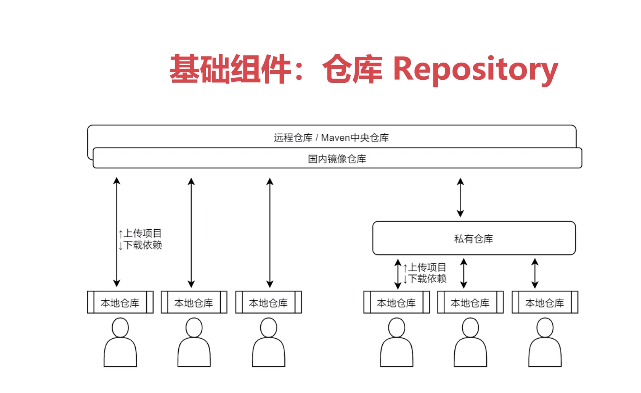 基础组件：仓库 Repository
远程仓库 / Maven中央仓库
国内镜像仓库
↑上传项目
↓下载依赖
私有仓库
↑上传项目
↓下载依赖
本地仓库 本地仓库 本地仓库 本地仓库 本地仓库 本地仓库